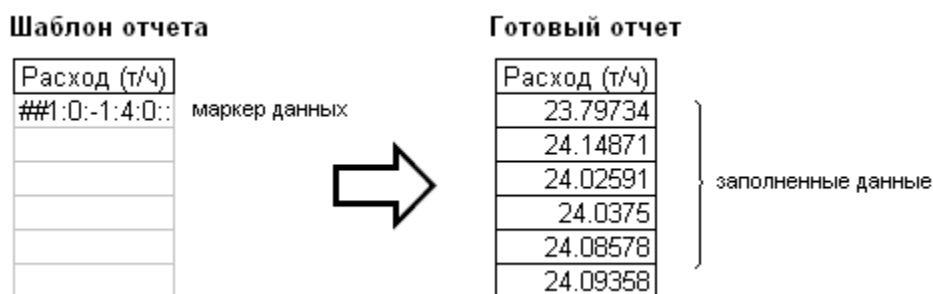 Шаблон отчета
Готовый отчет
Расход (т/ч)
##1:0:-1:4:0::
маркер данных
Расход (т/ч)
23.79734
24.14871
24.02591
24.0375
24.08578
24.09358
заполненные данные